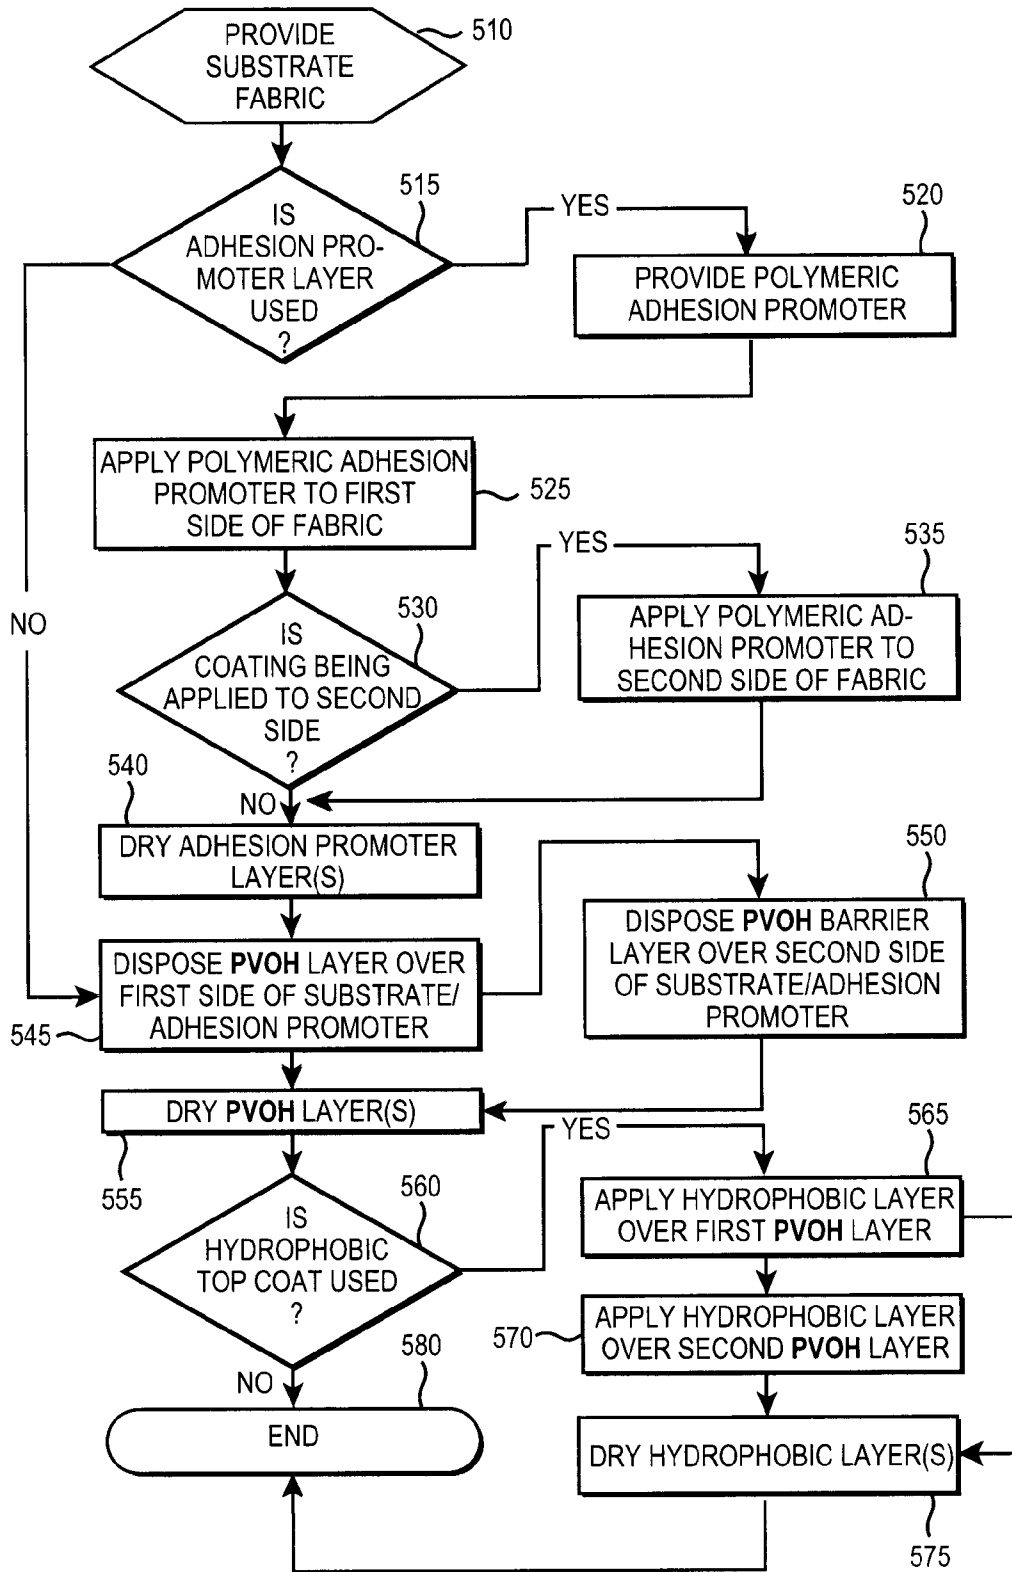 PROVIDE
SUBSTRATE
FABRIC
510
IS
ADHESION PRO-
MOTER LAYER
USED
?
515
YES
520
PROVIDE POLYMERIC
ADHESION PROMOTER
NO
APPLY POLYMERIC ADHESION
PROMOTER TO FIRST
SIDE OF FABRIC
525
IS
COATING BEING
APPLIED TO SECOND
SIDE
?
530
YES
535
APPLY POLYMERIC AD-
HESION PROMOTER TO
SECOND SIDE OF FABRIC
NO
540
DRY ADHESION PROMOTER
LAYER(S)
DISPOSE PVOH LAYER OVER
FIRST SIDE OF SUBSTRATE/
ADHESION PROMOTER
545
550
DISPOSE PVOH BARRIER
LAYER OVER SECOND SIDE
OF SUBSTRATE/ADHESION
PROMOTER
DRY PVOH LAYER(S)
555
IS
HYDROPHOBIC
TOP COAT USED
?
560
YES
565
APPLY HYDROPHOBIC LAYER
OVER FIRST PVOH LAYER
APPLY HYDROPHOBIC LAYER
OVER SECOND PVOH LAYER
570
NO
580
END
DRY HYDROPHOBIC LAYER(S)
575